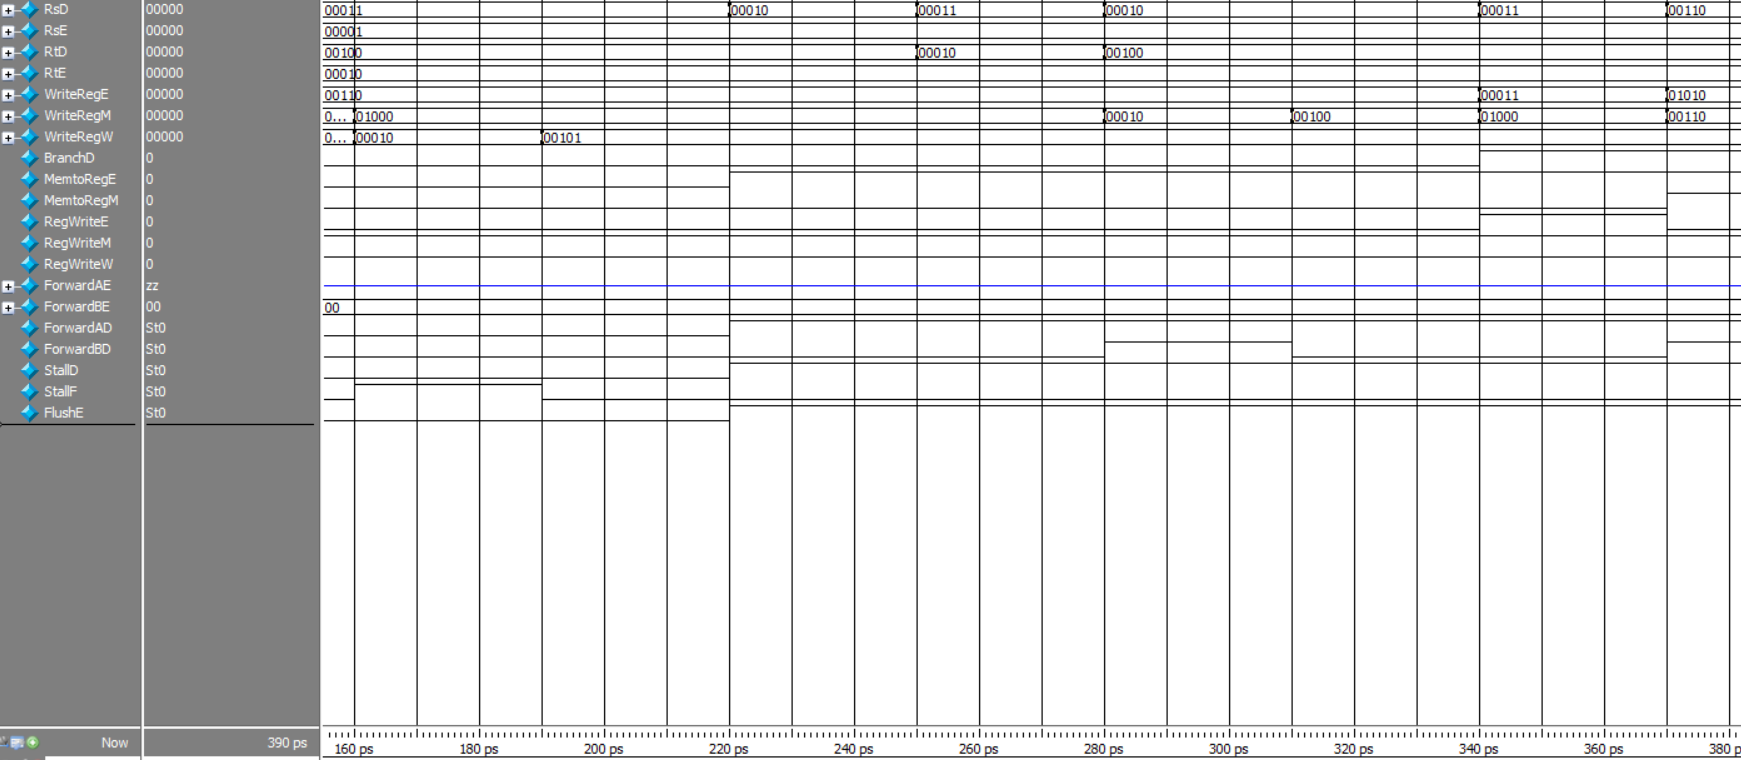 RsD 00000 00011 00010 00011 00010 00011 00110
RsE 00000 00001
RtD 00000 00100 00010 00100
RtE 00000 00010
WriteRegE 00000 00110 00011 01010
WriteRegM 00000 0... 01000 00010 00100 01000 00110
WriteRegW 00000 0... 00010 00101
BranchD 0
MemtoRegE 0
MemtoRegM 0
RegWriteE 0
RegWriteM 0
RegWriteW 0
ForwardAE zz
ForwardBE 00 00
ForwardAD St0
ForwardBD St0
StallD St0
StallF St0
FlushE St0
Now 390 ps 160 ps 180 ps 200 ps 220 ps 240 ps 260 ps 280 ps 300 ps 320 ps 340 ps 360 ps 380 p